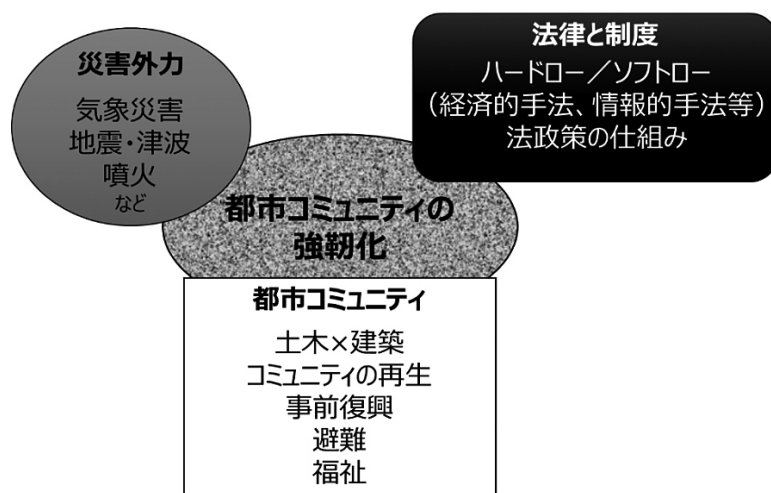 災害外力
気象災害
地震・津波
噴火
など
法律と制度
ハードロー／ソフトロー
（経済的手法、情報的手法等）
法政策の仕組み
都市コミュニティの
強靭化
都市コミュニティ
土木×建築
コミュニティの再生
事前復興
避難
福祉